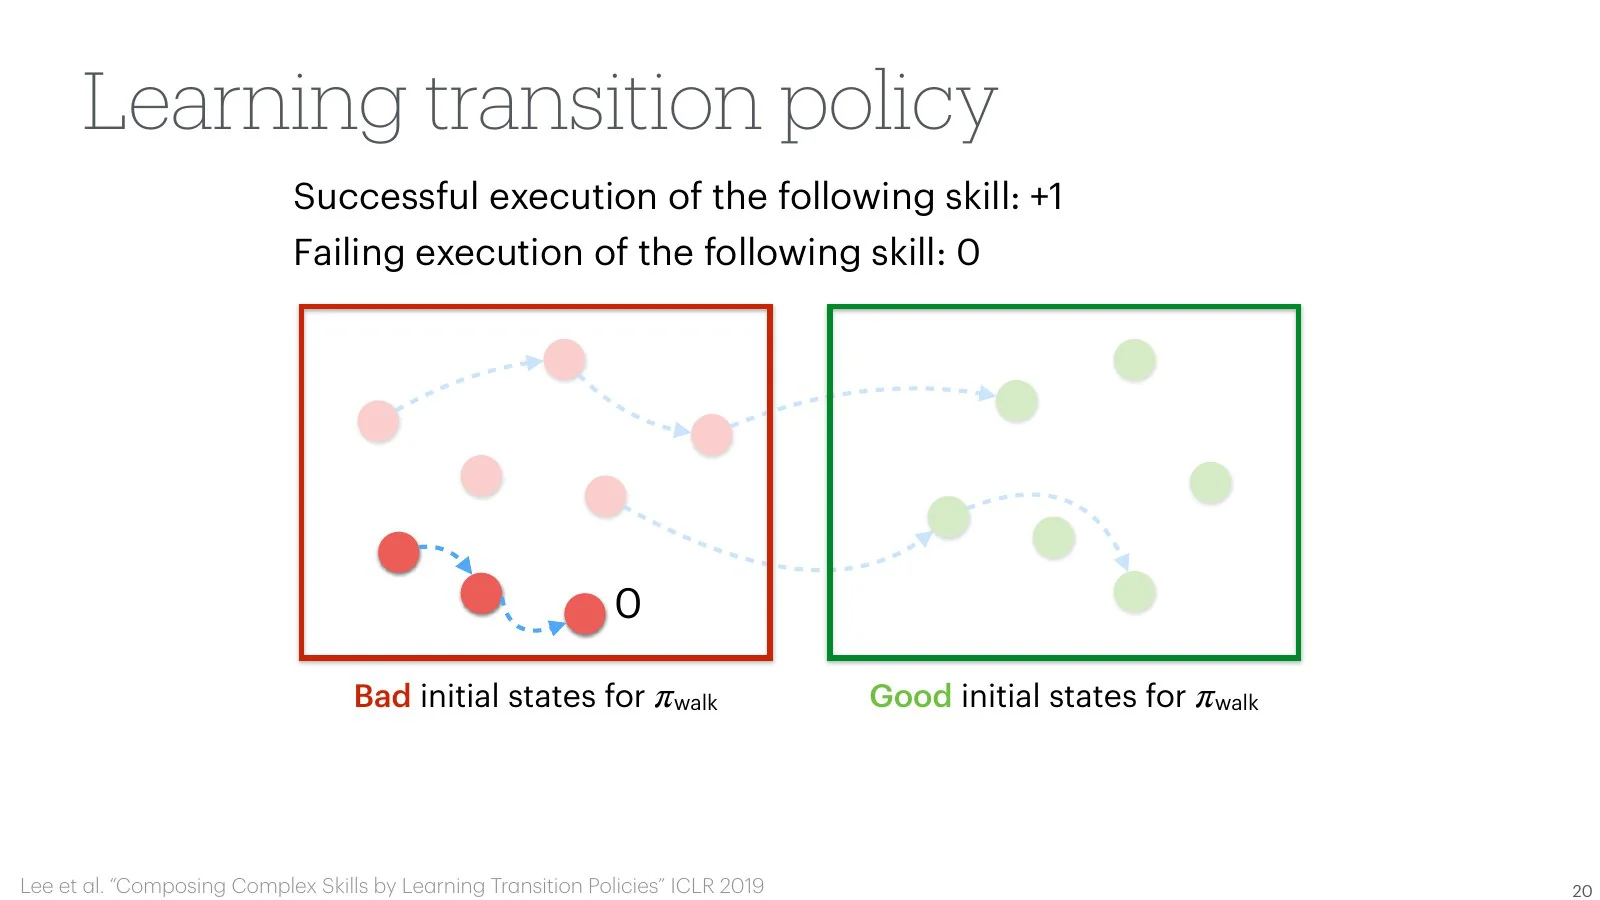 Learning transition policy
Successful execution of the following skill: +1
Failing execution of the following skill: 0
0
Bad initial states for πwalk
Good initial states for πwalk
Lee et al. “Composing Complex Skills by Learning Transition Policies” ICLR 2019
20